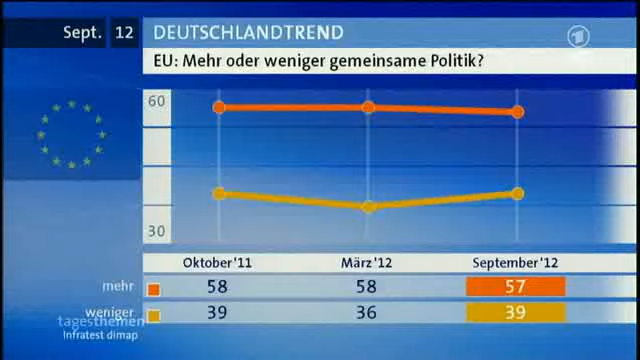 Sept. 12
DEUTSCHLANDTREND
EU: Mehr oder weniger gemeinsame Politik?
60
30
Oktober'11 März'12 September'12
mehr 58 58 57
weniger 39 36 39
tagesthemen
Infratest dimap